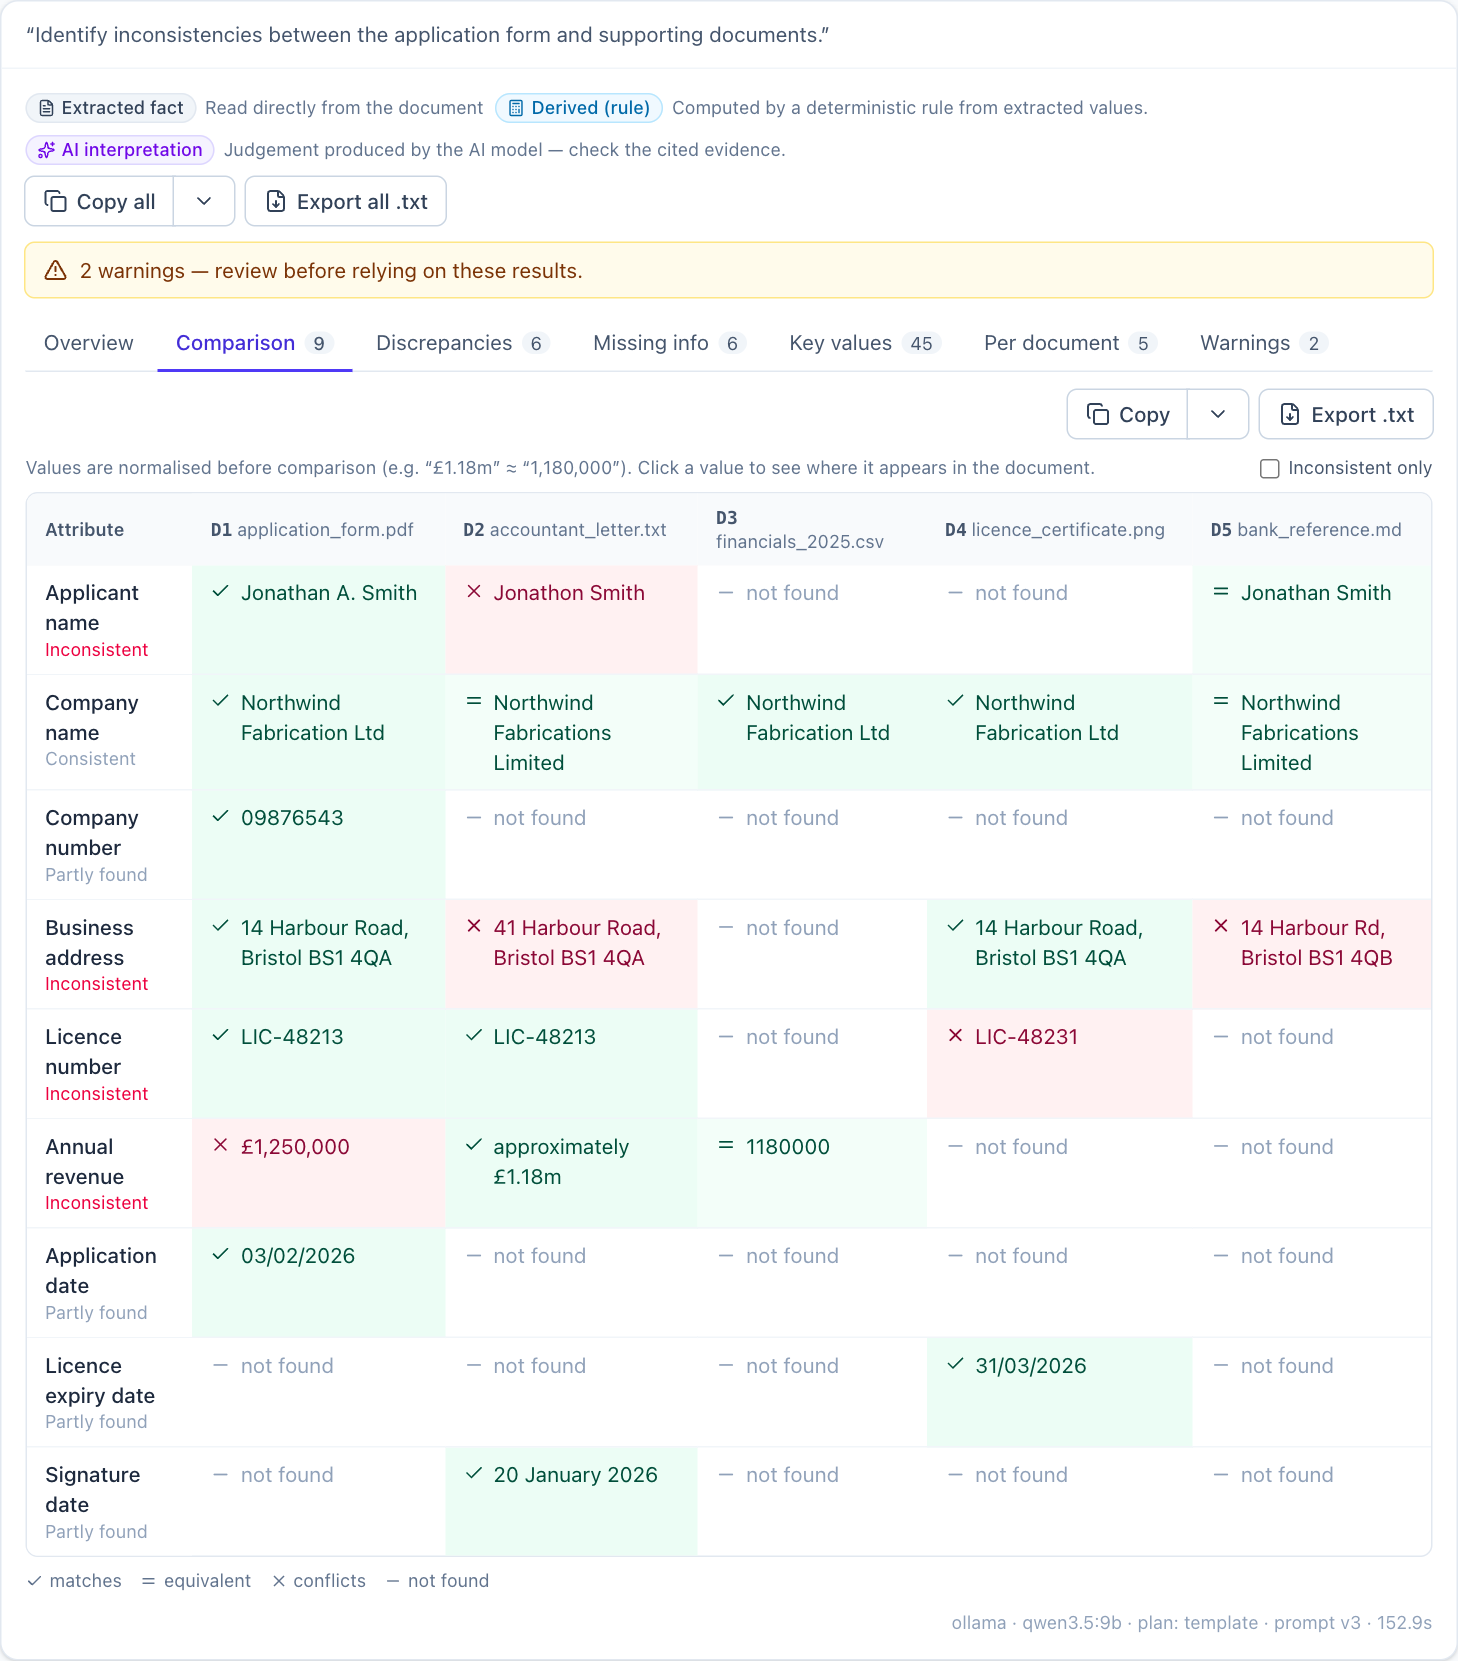 “Identify inconsistencies between the application form and supporting documents.”
Extracted fact Read directly from the document Derived (rule) Computed by a deterministic rule from extracted values.
AI interpretation Judgement produced by the AI model — check the cited evidence.
Copy all Export all .txt
2 warnings — review before relying on these results.
Overview Comparison 9 Discrepancies 6 Missing info 6 Key values 45 Per document 5 Warnings 2
Copy Export .txt
Values are normalised before comparison (e.g. “£1.18m” ≈ “1,180,000”). Click a value to see where it appears in the document. Inconsistent only
Attribute D1 application_form.pdf D2 accountant_letter.txt D3 financials_2025.csv D4 licence_certificate.png D5 bank_reference.md
Applicant name
Inconsistent
✓ Jonathan A. Smith
× Jonathon Smith
— not found
— not found
= Jonathan Smith
Company name
Consistent
✓ Northwind Fabrication Ltd
= Northwind Fabrications Limited
✓ Northwind Fabrication Ltd
✓ Northwind Fabrication Ltd
= Northwind Fabrications Limited
Company number
Partly found
✓ 09876543
— not found
— not found
— not found
— not found
Business address
Inconsistent
✓ 14 Harbour Road, Bristol BS1 4QA
× 41 Harbour Road, Bristol BS1 4QA
— not found
✓ 14 Harbour Road, Bristol BS1 4QA
× 14 Harbour Rd, Bristol BS1 4QB
Licence number
Inconsistent
✓ LIC-48213
✓ LIC-48213
— not found
× LIC-48231
— not found
Annual revenue
Inconsistent
× £1,250,000
✓ approximately £1.18m
= 1180000
— not found
— not found
Application date
Partly found
✓ 03/02/2026
— not found
— not found
— not found
— not found
Licence expiry date
Partly found
— not found
— not found
— not found
✓ 31/03/2026
— not found
Signature date
Partly found
— not found
✓ 20 January 2026
— not found
— not found
— not found
✓ matches = equivalent × conflicts — not found
ollama · qwen3.5:9b · plan: template · prompt v3 · 152.9s